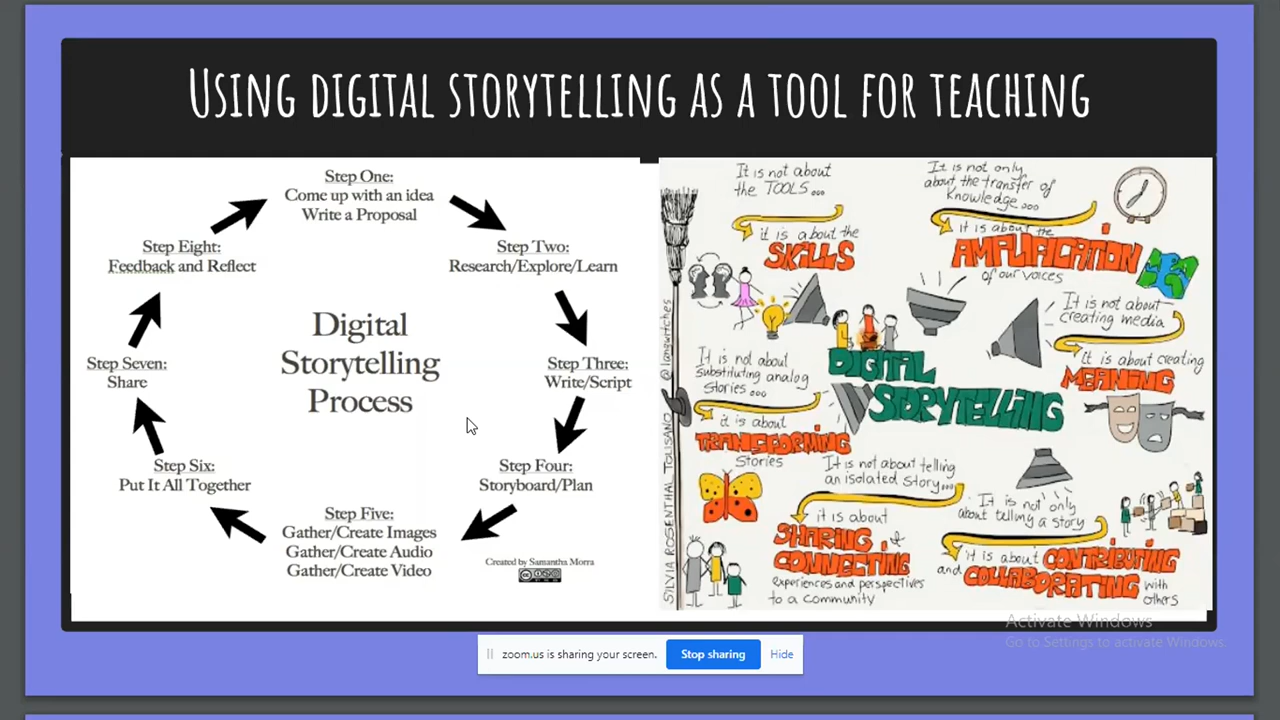 USING DIGITAL STORYTELLING AS A TOOL FOR TEACHING
Step One:
Come up with an idea
Write a Proposal
Step Two:
Research/Explore/Learn
Step Three:
Write/Script
Step Four:
Storyboard/Plan
Step Five:
Gather/Create Images
Gather/Create Audio
Gather/Create Video
Step Six:
Put It All Together
Step Seven:
Share
Step Eight:
Feedback and Reflect
Digital
Storytelling
Process
Created by Samantha Morra
It is not about
the TOOLS...
it is about the
SKILLS
It is not only
about the transfer of
Knowledge...
it is about the
AMPLIFICATION
of our voices
It is not about
creating media
it is about creating
MEANING
It is not about
substituting analog
stories...
it is about
TRANSFORMING
Stories
DIGITAL
STORYTELLING
It is not about telling
an isolated story...
it is about
SHARING &
CONNECTING
experiences and perspectives
to a community
It is not only
about telling a story
it is about CONTRIBUTING
and COLLABORATING with
others
SILVIA ROSENTHAL TOLISANO @langwitches
Activate Windows
Go to Settings to activate Windows.
zoom.us is sharing your screen.
Stop sharing
Hide